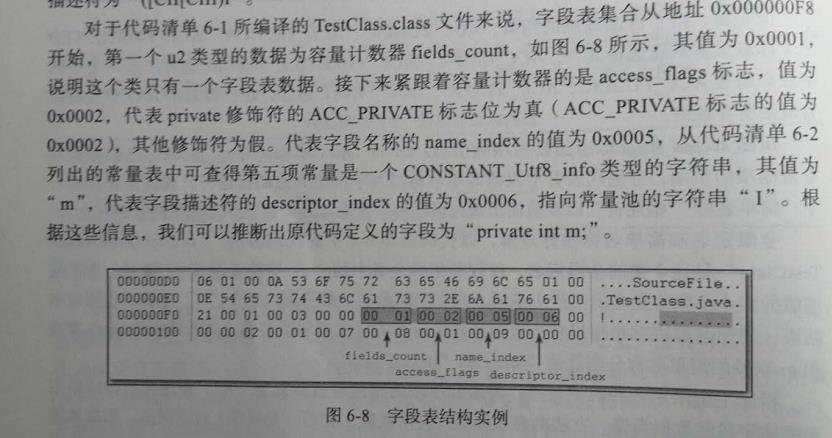 对于代码清单 6-1 所编译的 TestClass.class 文件来说，字段表集合从地址 0x000000F8
开始，第一个 u2 类型的数据为容量计数器 fields_count，如图 6-8 所示，其值为 0x0001，
说明这个类只有一个字段表数据。接下来紧跟着容量计数器的是 access_flags 标志，值为
0x0002，代表 private 修饰符的 ACC_PRIVATE 标志位为真（ACC_PRIVATE 标志的值为
0x0002），其他修饰符为假。代表字段名称的 name_index 的值为 0x0005，从代码清单 6-2
列出的常量表中可查得第五项常量是一个 CONSTANT_Utf8_info 类型的字符串，其值为
“m”，代表字段描述符的 descriptor_index 的值为 0x0006，指向常量池的字符串“I”。根
据这些信息，我们可以推断出原代码定义的字段为“private int m;”。
000000D0 06 01 00 0A 53 6F 75 72 63 65 46 69 6C 65 01 00 ....SourceFile..
000000E0 0E 54 65 73 74 43 6C 61 73 73 2E 6A 61 76 61 00 .TestClass.java.
000000F0 21 00 01 00 03 00 00 00 01 00 02 00 05 00 06 00 !...............
00000100 00 00 02 00 01 00 07 00 08 00 01 00 09 00 00 00 ................
fields_count name_index
access_flags descriptor_index
图 6-8 字段表结构实例